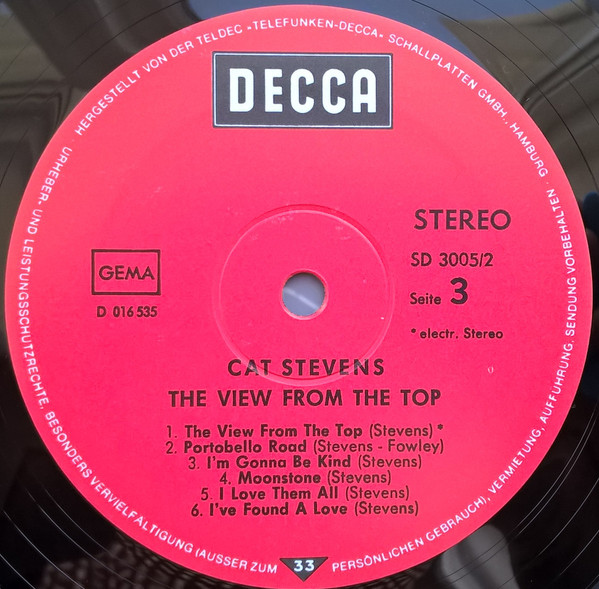 HERGESTELLT VON DER TELDEC »TELEFUNKEN-DECCA« SCHALLPLATTEN GMBH., HAMBURG · SENDUNG VORBEHALTEN
DECCA
STEREO
SD 3005/2
Seite 3
* electr. Stereo
GEMA
D 016 535
CAT STEVENS
THE VIEW FROM THE TOP
1. The View From The Top (Stevens) *
2. Portobello Road (Stevens - Fowley)
3. I'm Gonna Be Kind (Stevens)
4. Moonstone (Stevens)
5. I Love Them All (Stevens)
6. I've Found A Love (Stevens)
URHEBER- UND LEISTUNGSSCHUTZRECHTE, BESONDERS VERVIELFALTIGUNG (AUSSER ZUM PERSÖNLICHEN GEBRAUCH), VERMIETUNG, AUFFÜHRUNG,
33